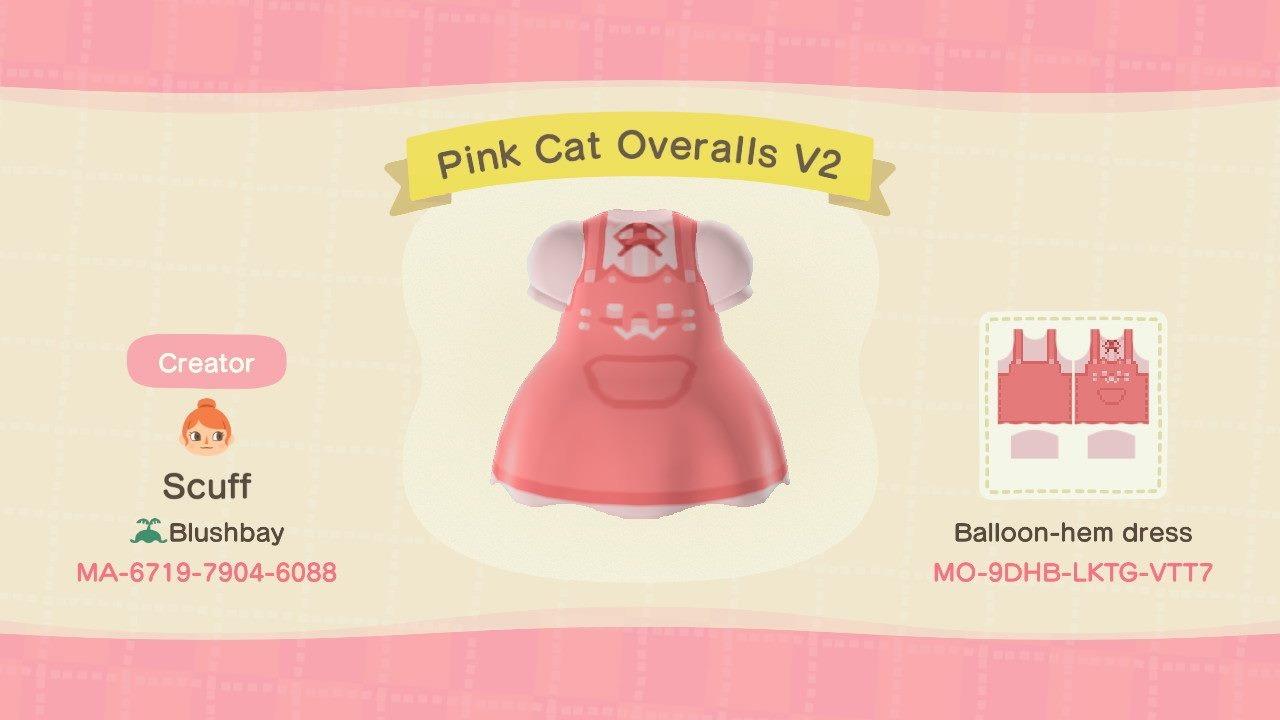 Pink Cat Overalls V2
Creator
Scuff
Blushbay
MA-6719-7904-6088
Balloon-hem dress
MO-9DHB-LKTG-VTT7